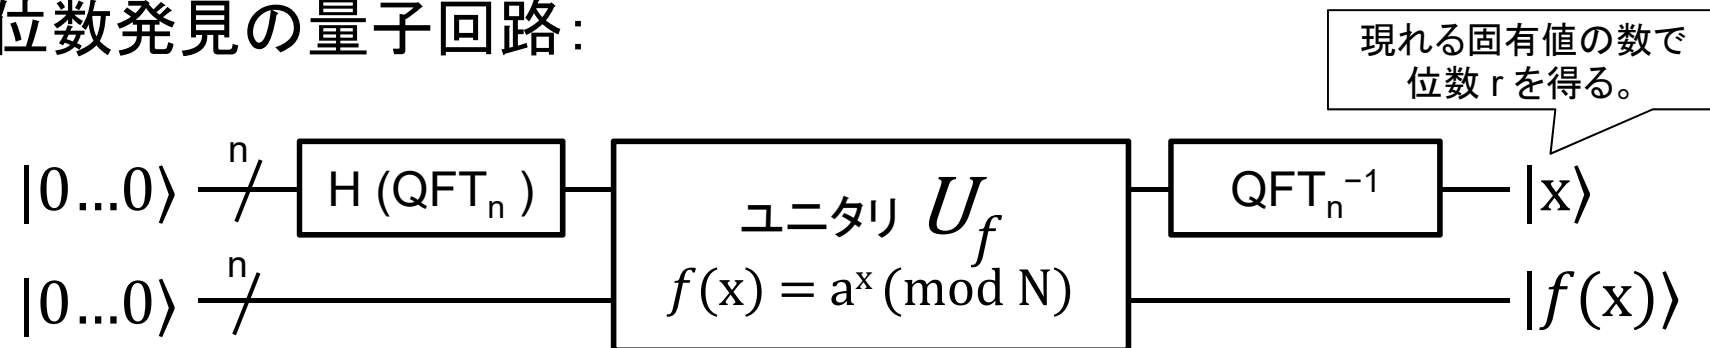 位数発見の量子回路:
現れる固有値の数で
位数 r を得る。
|0...0⟩ n H (QFTn ) ユニタリ Uf QFTn⁻¹ |x⟩
f(x) = aˣ (mod N)
|0...0⟩ n |f(x)⟩